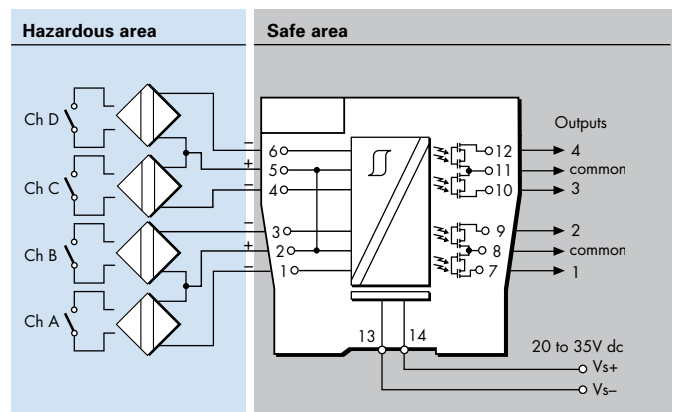 Hazardous area
Safe area
Ch D
Ch C
Ch B
Ch A
−
+
−
−
+
−
6
5
4
3
2
1
12
11
10
9
8
7
Outputs
4
common
3
2
common
1
13
14
20 to 35V dc
Vs+
Vs–